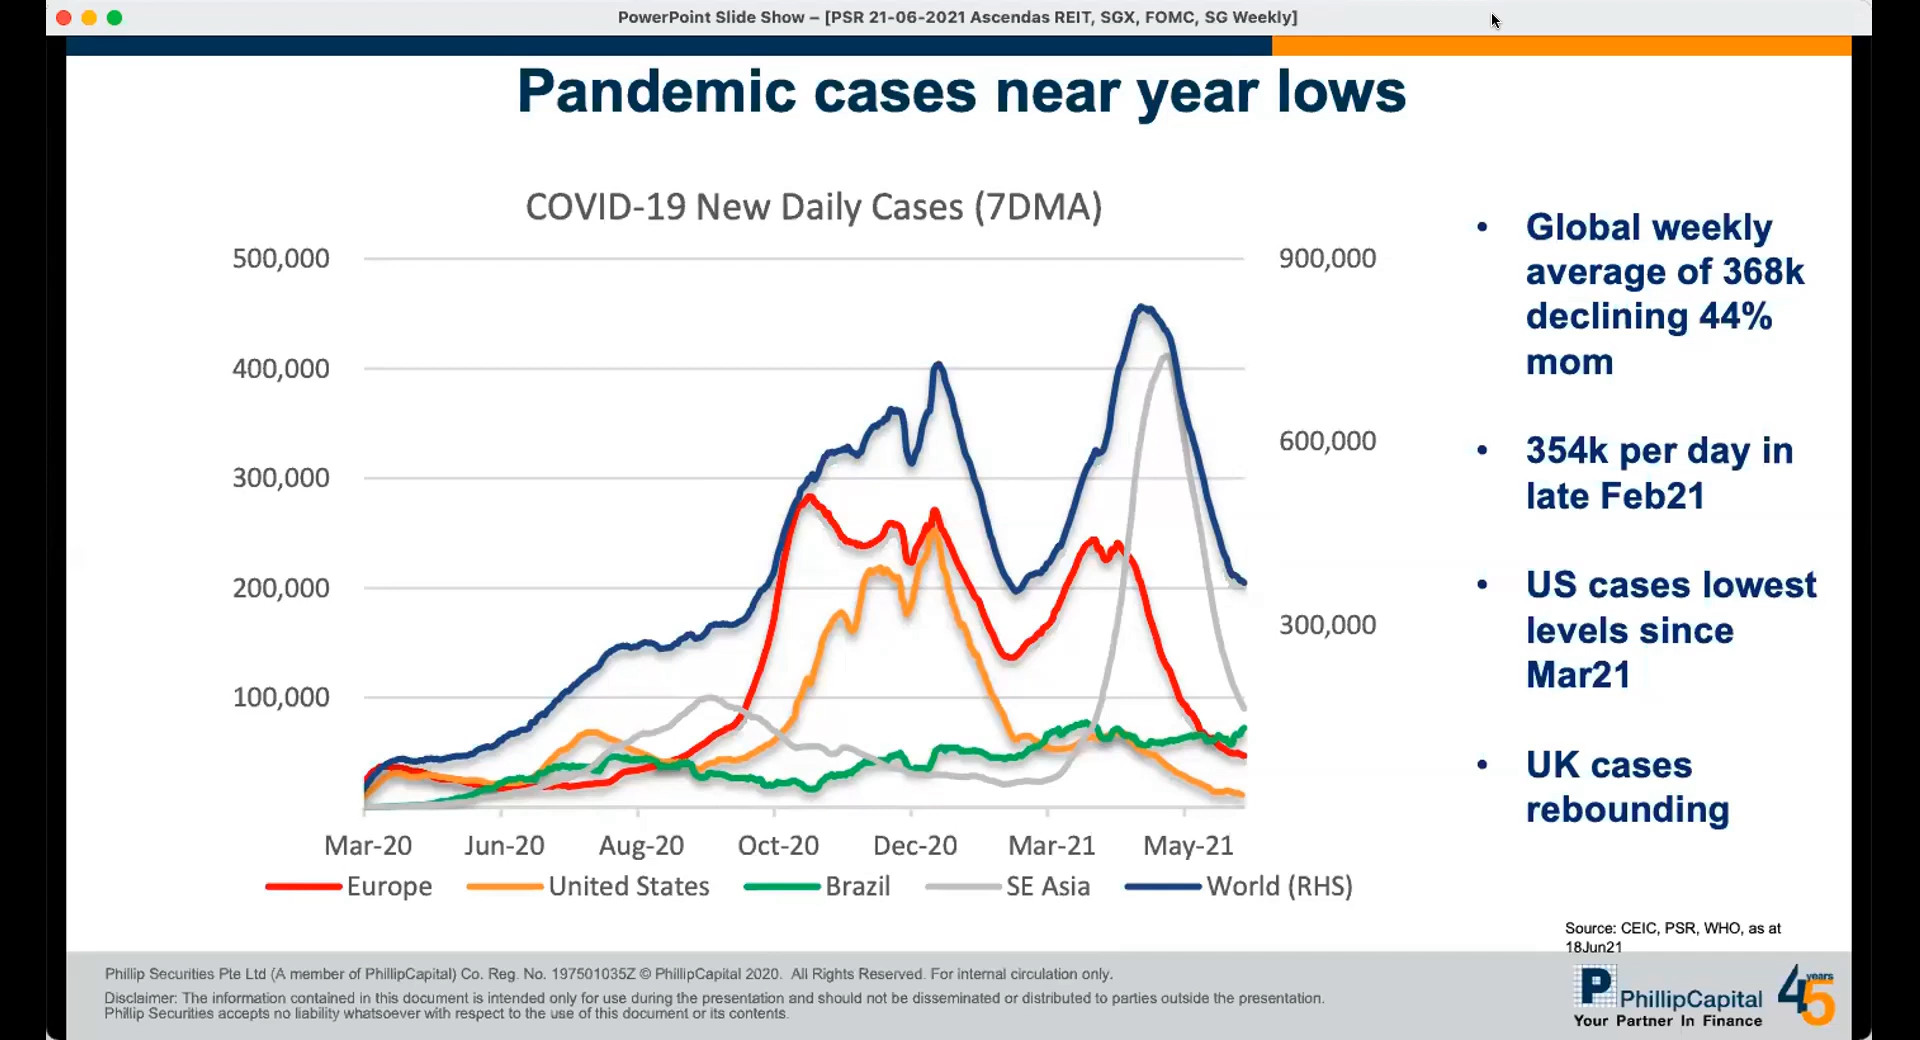 PowerPoint Slide Show – [PSR 21-06-2021 Ascendas REIT, SGX, FOMC, SG Weekly]
Pandemic cases near year lows
COVID-19 New Daily Cases (7DMA)
500,000
400,000
300,000
200,000
100,000
900,000
600,000
300,000
Mar-20 Jun-20 Aug-20 Oct-20 Dec-20 Mar-21 May-21
Europe United States Brazil SE Asia World (RHS)
• Global weekly
average of 368k
declining 44%
mom
• 354k per day in
late Feb21
• US cases lowest
levels since
Mar21
• UK cases
rebounding
Source: CEIC, PSR, WHO, as at
18Jun21
Phillip Securities Pte Ltd (A member of PhillipCapital) Co. Reg. No. 197501035Z © PhillipCapital 2020. All Rights Reserved. For internal circulation only.
Disclaimer: The information contained in this document is intended only for use during the presentation and should not be disseminated or distributed to parties outside the presentation.
Phillip Securities accepts no liability whatsoever with respect to the use of this document or its contents.
P PhillipCapital
Your Partner In Finance
45 years